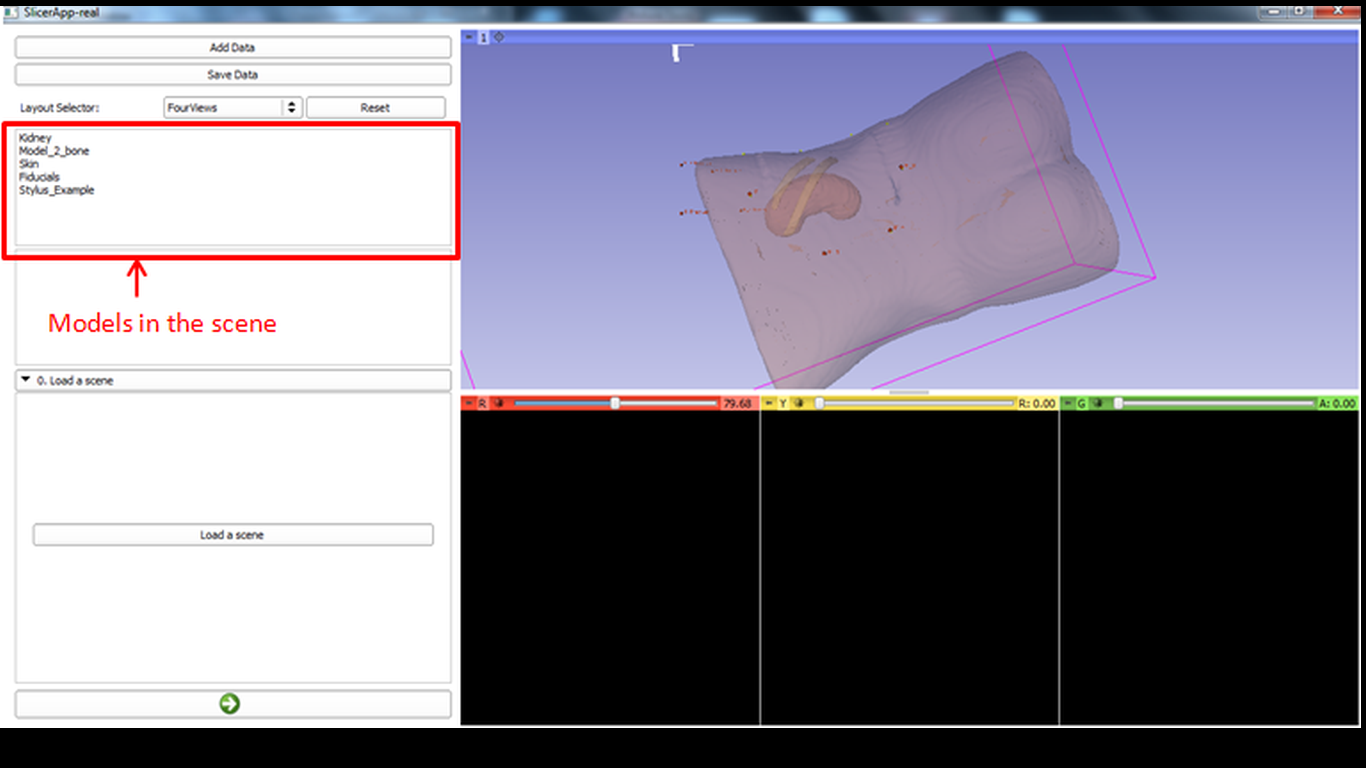 SlicerApp-real
Add Data
Save Data
Layout Selector:
FourViews
Reset
Kidney
Model_2_bone
Skin
Fiducials
Stylus_Example
Models in the scene
0. Load a scene
Load a scene
1
R
79.68
Y
R: 0.00
G
A: 0.00